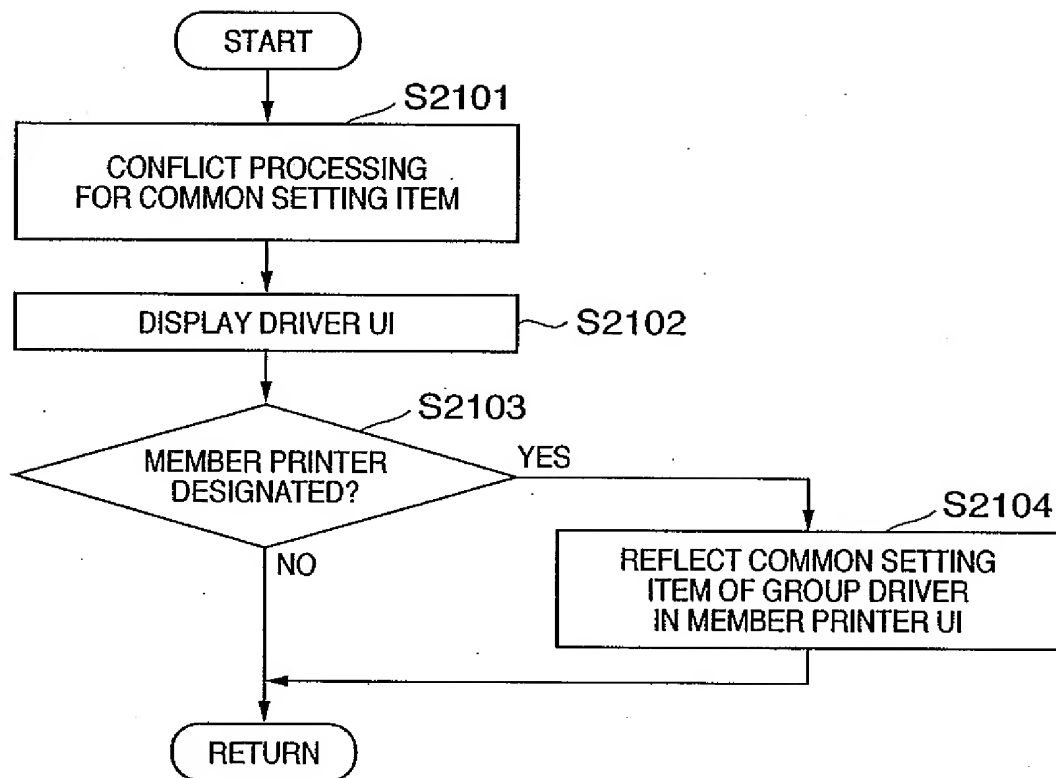 START
S2101
CONFLICT PROCESSING
FOR COMMON SETTING ITEM
DISPLAY DRIVER UI
S2102
S2103
MEMBER PRINTER
DESIGNATED?
YES
NO
S2104
REFLECT COMMON SETTING
ITEM OF GROUP DRIVER
IN MEMBER PRINTER UI
RETURN